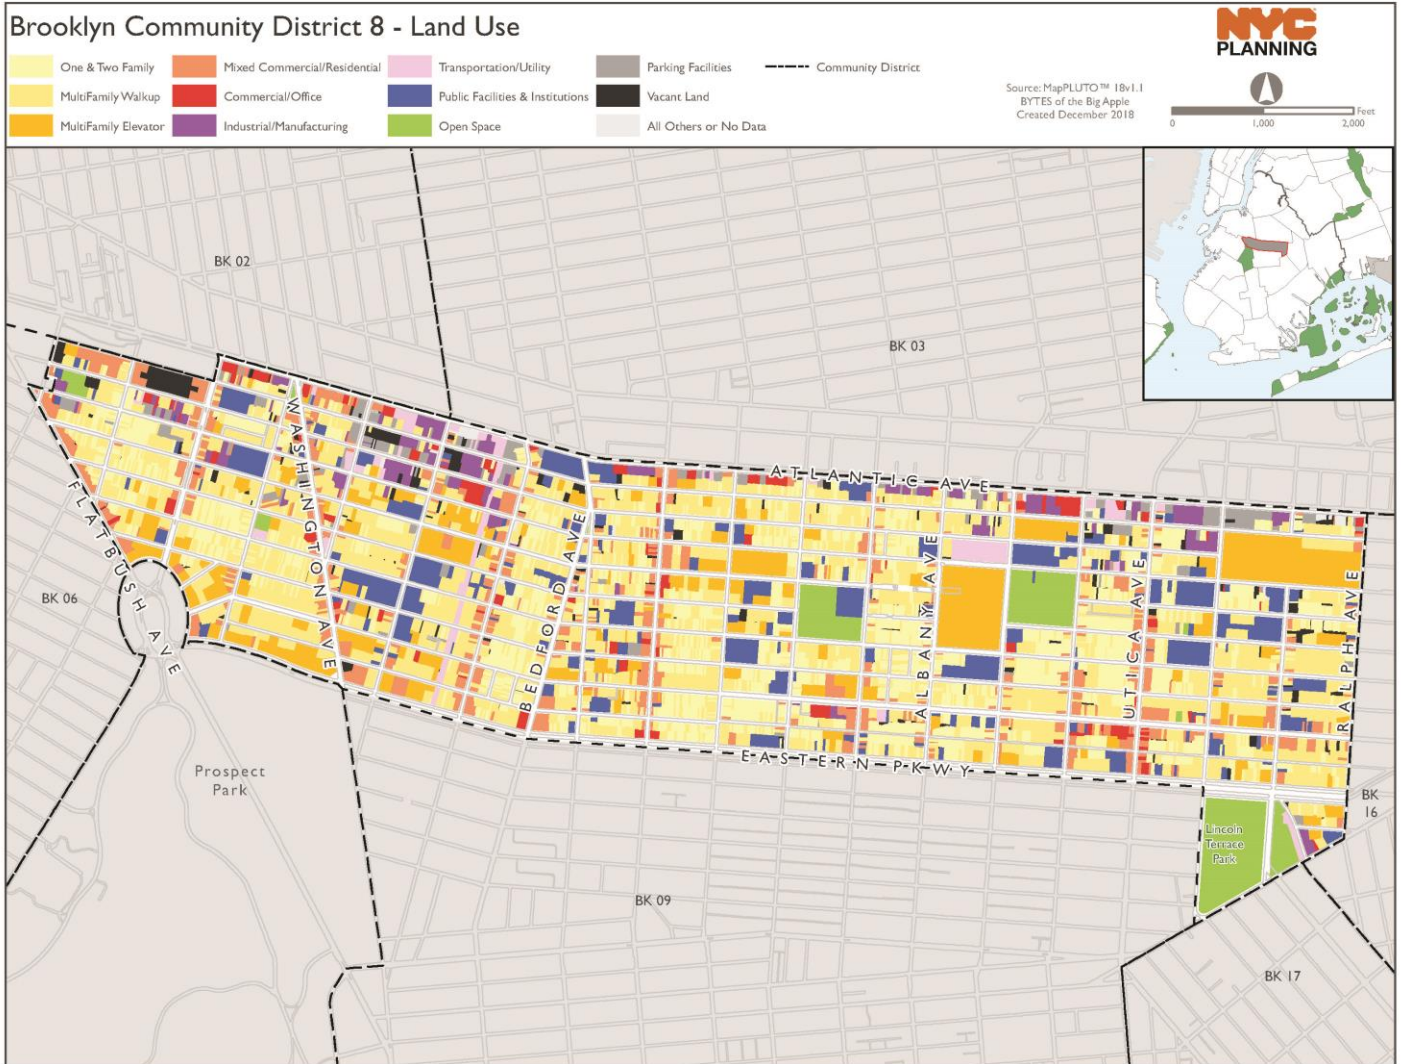 Brooklyn Community District 8 - Land Use
NYC
PLANNING
One & Two Family
MultiFamily Walkup
MultiFamily Elevator
Mixed Commercial/Residential
Commercial/Office
Industrial/Manufacturing
Transportation/Utility
Public Facilities & Institutions
Open Space
Parking Facilities
Vacant Land
All Others or No Data
Community District
Source: MapPLUTO™ 18v1.1
BYTES of the Big Apple
Created December 2018
Feet
0
1,000
2,000
BK 02
BK 03
ATLANTIC AVE
WASHINGTON AVE
FLATBUSH AVE
BEDFORD AVE
ALBANY AVE
UTICA AVE
RALPH AVE
BK 06
EASTERN PKWY
Prospect
Park
BK
16
Lincoln
Terrace
Park
BK 09
BK 17